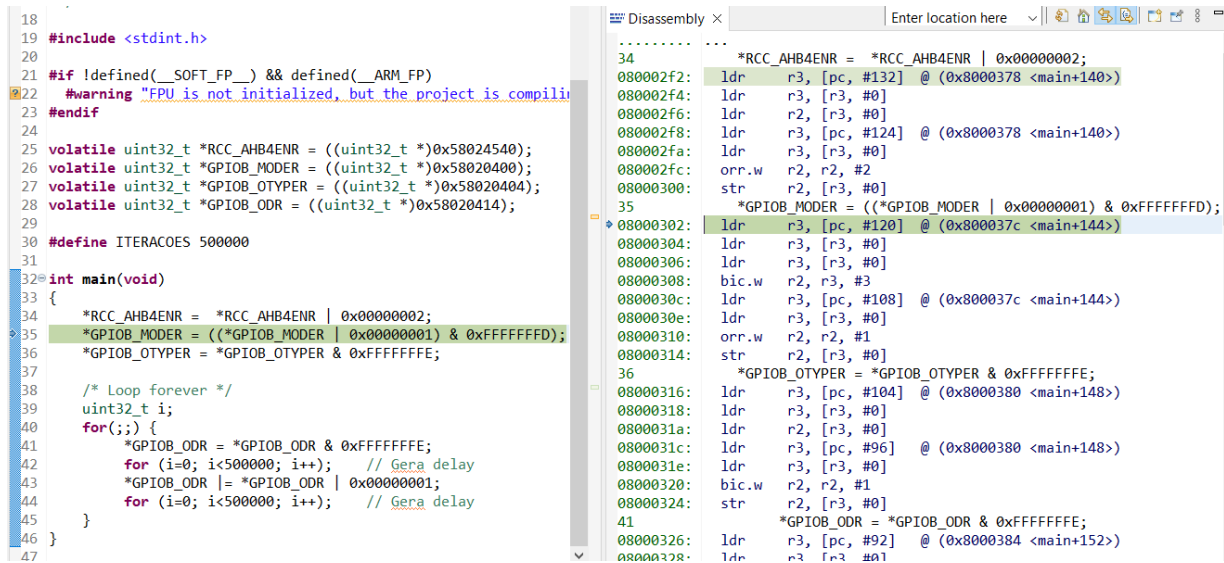 18
19 #include <stdint.h>
20
21 #if !defined(__SOFT_FP__) && defined(__ARM_FP)
22 #warning "FPU is not initialized, but the project is compilin
23 #endif
24
25 volatile uint32_t *RCC_AHB4ENR = ((uint32_t *)0x58024540);
26 volatile uint32_t *GPIOB_MODER = ((uint32_t *)0x58020400);
27 volatile uint32_t *GPIOB_OTYPER = ((uint32_t *)0x58020404);
28 volatile uint32_t *GPIOB_ODR = ((uint32_t *)0x58020414);
29
30 #define ITERACOES 500000
31
32 int main(void)
33 {
34 *RCC_AHB4ENR = *RCC_AHB4ENR | 0x00000002;
35 *GPIOB_MODER = ((*GPIOB_MODER | 0x00000001) & 0xFFFFFFFD);
36 *GPIOB_OTYPER = *GPIOB_OTYPER & 0xFFFFFFFE;
37
38 /* Loop forever */
39 uint32_t i;
40 for(;;) {
41 *GPIOB_ODR = *GPIOB_ODR & 0xFFFFFFFE;
42 for (i=0; i<500000; i++); // Gera delay
43 *GPIOB_ODR |= *GPIOB_ODR | 0x00000001;
44 for (i=0; i<500000; i++); // Gera delay
45 }
46 }
47
Disassembly
Enter location here
......... ...
34 *RCC_AHB4ENR = *RCC_AHB4ENR | 0x00000002;
080002f2: ldr r3, [pc, #132] @ (0x8000378 <main+140>)
080002f4: ldr r3, [r3, #0]
080002f6: ldr r2, [r3, #0]
080002f8: ldr r3, [pc, #124] @ (0x8000378 <main+140>)
080002fa: ldr r3, [r3, #0]
080002fc: orr.w r2, r2, #2
08000300: str r2, [r3, #0]
35 *GPIOB_MODER = ((*GPIOB_MODER | 0x00000001) & 0xFFFFFFFD);
08000302: ldr r3, [pc, #120] @ (0x800037c <main+144>)
08000304: ldr r3, [r3, #0]
08000306: ldr r3, [r3, #0]
08000308: bic.w r2, r3, #3
0800030c: ldr r3, [pc, #108] @ (0x800037c <main+144>)
0800030e: ldr r3, [r3, #0]
08000310: orr.w r2, r2, #1
08000314: str r2, [r3, #0]
36 *GPIOB_OTYPER = *GPIOB_OTYPER & 0xFFFFFFFE;
08000316: ldr r3, [pc, #104] @ (0x8000380 <main+148>)
08000318: ldr r3, [r3, #0]
0800031a: ldr r2, [r3, #0]
0800031c: ldr r3, [pc, #96] @ (0x8000380 <main+148>)
0800031e: ldr r3, [r3, #0]
08000320: bic.w r2, r2, #1
08000324: str r2, [r3, #0]
41 *GPIOB_ODR = *GPIOB_ODR & 0xFFFFFFFE;
08000326: ldr r3, [pc, #92] @ (0x8000384 <main+152>)
08000328: ldr r3, [r3, #0]